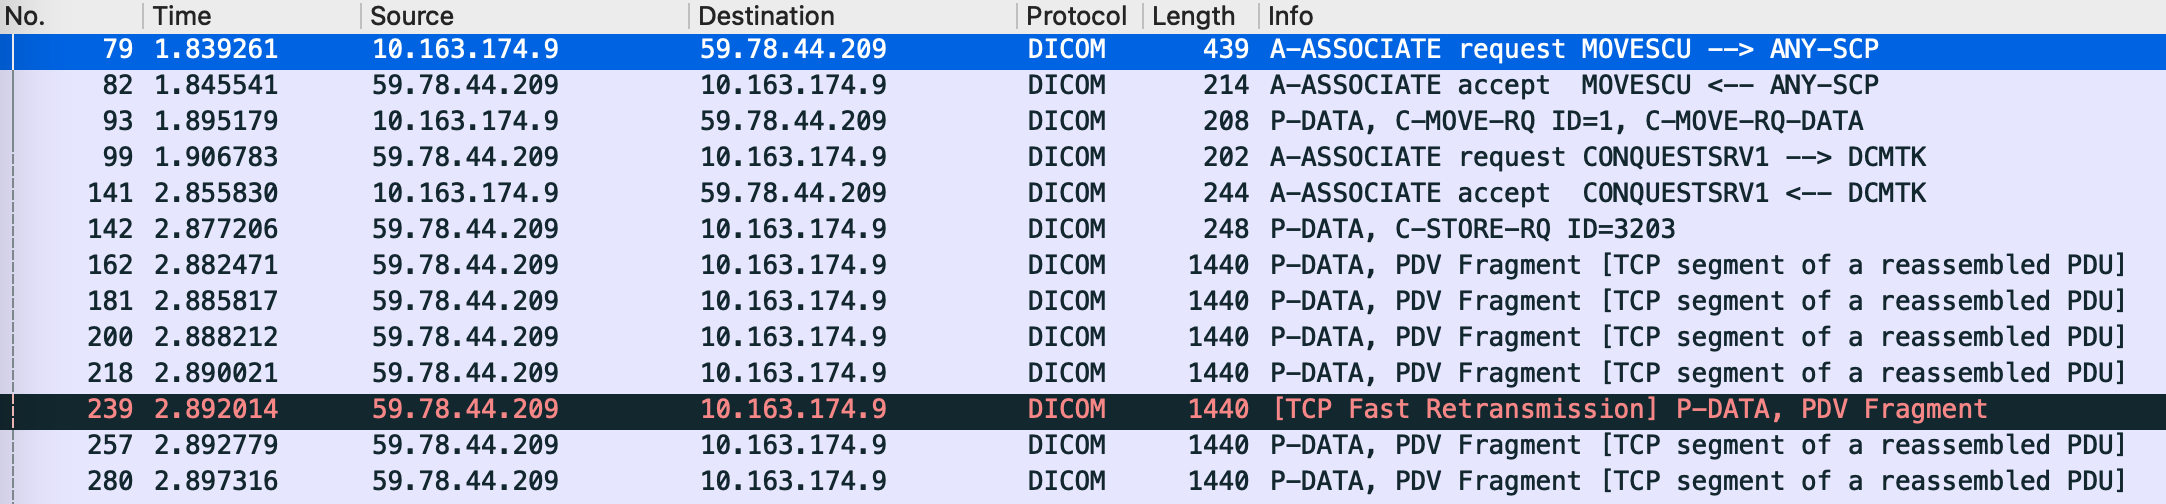 No. Time Source Destination Protocol Length Info
79 1.839261 10.163.174.9 59.78.44.209 DICOM 439 A-ASSOCIATE request MOVESCU --> ANY-SCP
82 1.845541 59.78.44.209 10.163.174.9 DICOM 214 A-ASSOCIATE accept MOVESCU <-- ANY-SCP
93 1.895179 10.163.174.9 59.78.44.209 DICOM 208 P-DATA, C-MOVE-RQ ID=1, C-MOVE-RQ-DATA
99 1.906783 59.78.44.209 10.163.174.9 DICOM 202 A-ASSOCIATE request CONQUESTSRV1 --> DCMTK
141 2.855830 10.163.174.9 59.78.44.209 DICOM 244 A-ASSOCIATE accept CONQUESTSRV1 <-- DCMTK
142 2.877206 59.78.44.209 10.163.174.9 DICOM 248 P-DATA, C-STORE-RQ ID=3203
162 2.882471 59.78.44.209 10.163.174.9 DICOM 1440 P-DATA, PDV Fragment [TCP segment of a reassembled PDU]
181 2.885817 59.78.44.209 10.163.174.9 DICOM 1440 P-DATA, PDV Fragment [TCP segment of a reassembled PDU]
200 2.888212 59.78.44.209 10.163.174.9 DICOM 1440 P-DATA, PDV Fragment [TCP segment of a reassembled PDU]
218 2.890021 59.78.44.209 10.163.174.9 DICOM 1440 P-DATA, PDV Fragment [TCP segment of a reassembled PDU]
239 2.892014 59.78.44.209 10.163.174.9 DICOM 1440 [TCP Fast Retransmission] P-DATA, PDV Fragment
257 2.892779 59.78.44.209 10.163.174.9 DICOM 1440 P-DATA, PDV Fragment [TCP segment of a reassembled PDU]
280 2.897316 59.78.44.209 10.163.174.9 DICOM 1440 P-DATA, PDV Fragment [TCP segment of a reassembled PDU]